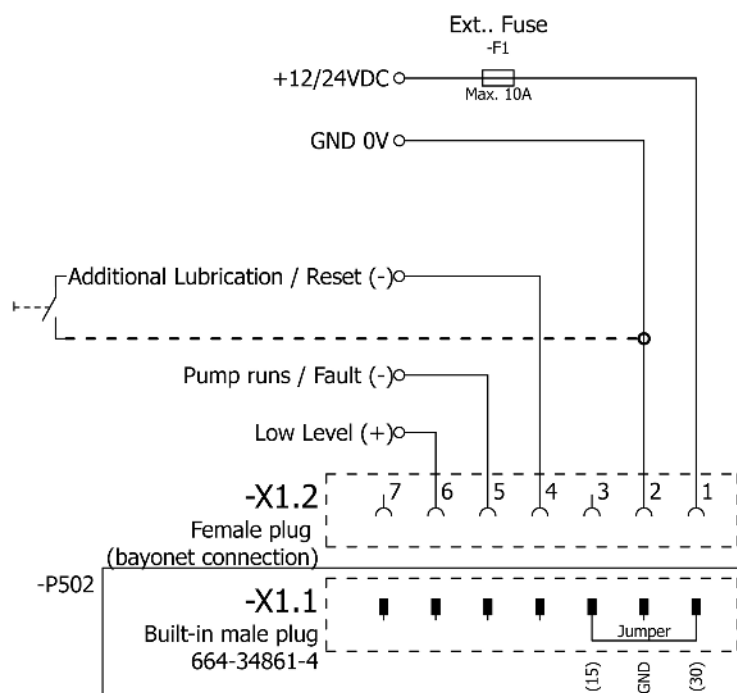 Ext.. Fuse
-F1
+12/24VDC
Max. 10A
GND 0V
Additional Lubrication / Reset (-)
Pump runs / Fault (-)
Low Level (+)
-X1.2
7 6 5 4 3 2 1
Female plug
(bayonet connection)
-P502
-X1.1
Built-in male plug
Jumper
664-34861-4
(15) GND (30)